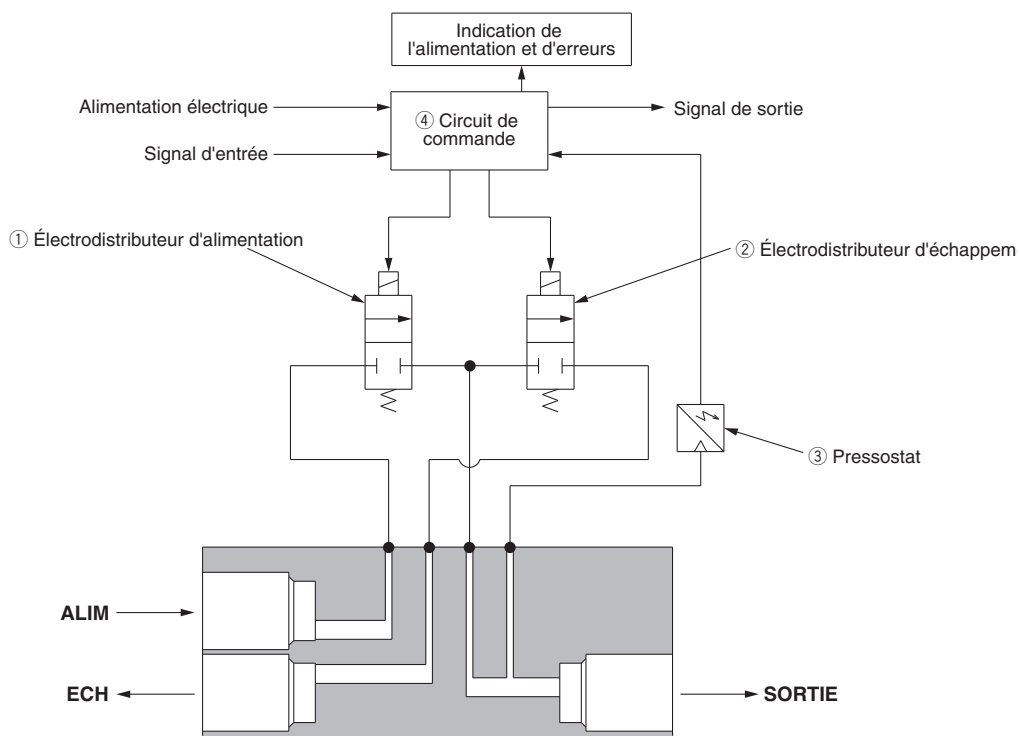 Indication de
l'alimentation et d'erreurs
Alimentation électrique
④ Circuit de
commande
Signal de sortie
Signal d'entrée
① Électrodistributeur d'alimentation
② Électrodistributeur d'échappem
③ Pressostat
ALIM
ECH
SORTIE